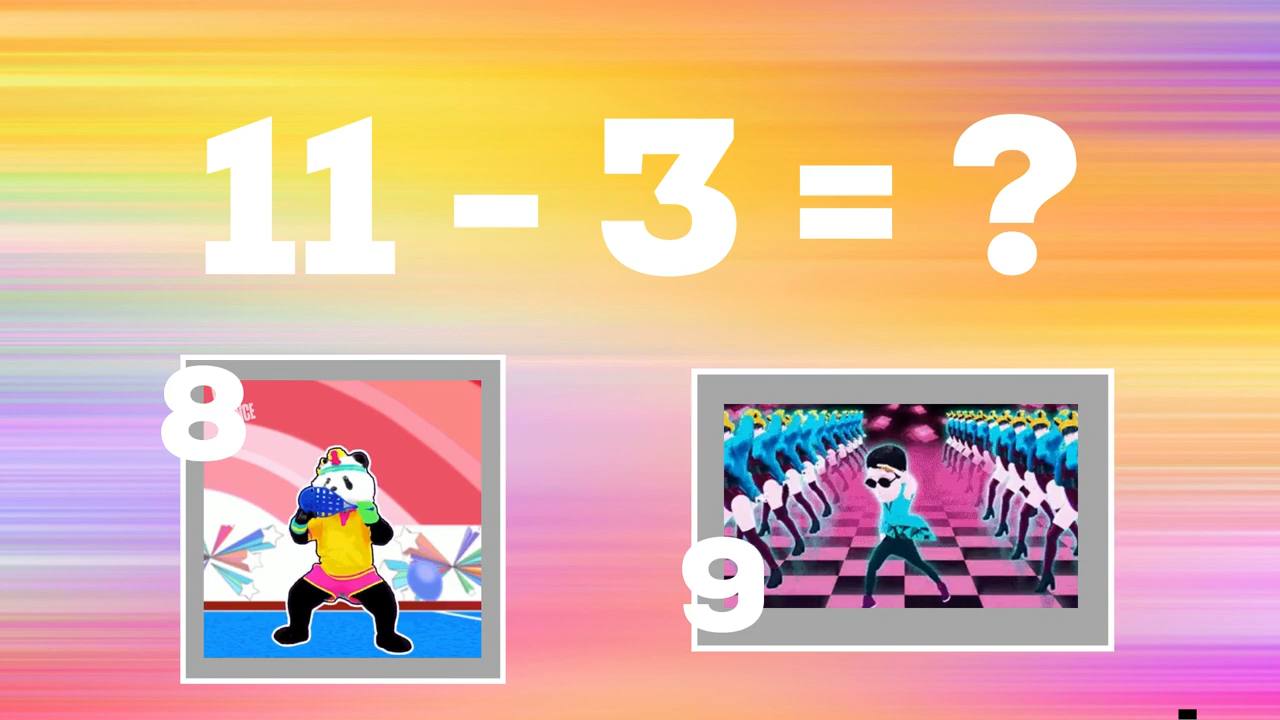 11 - 3 = ?
8
9